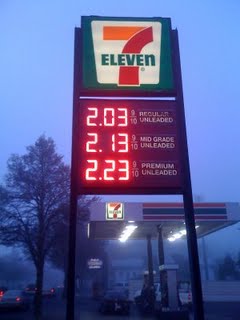 7
ELEVEN
2.03 9/10 REGULAR UNLEADED
2.13 9/10 MID GRADE UNLEADED
2.23 9/10 PREMIUM UNLEADED
7